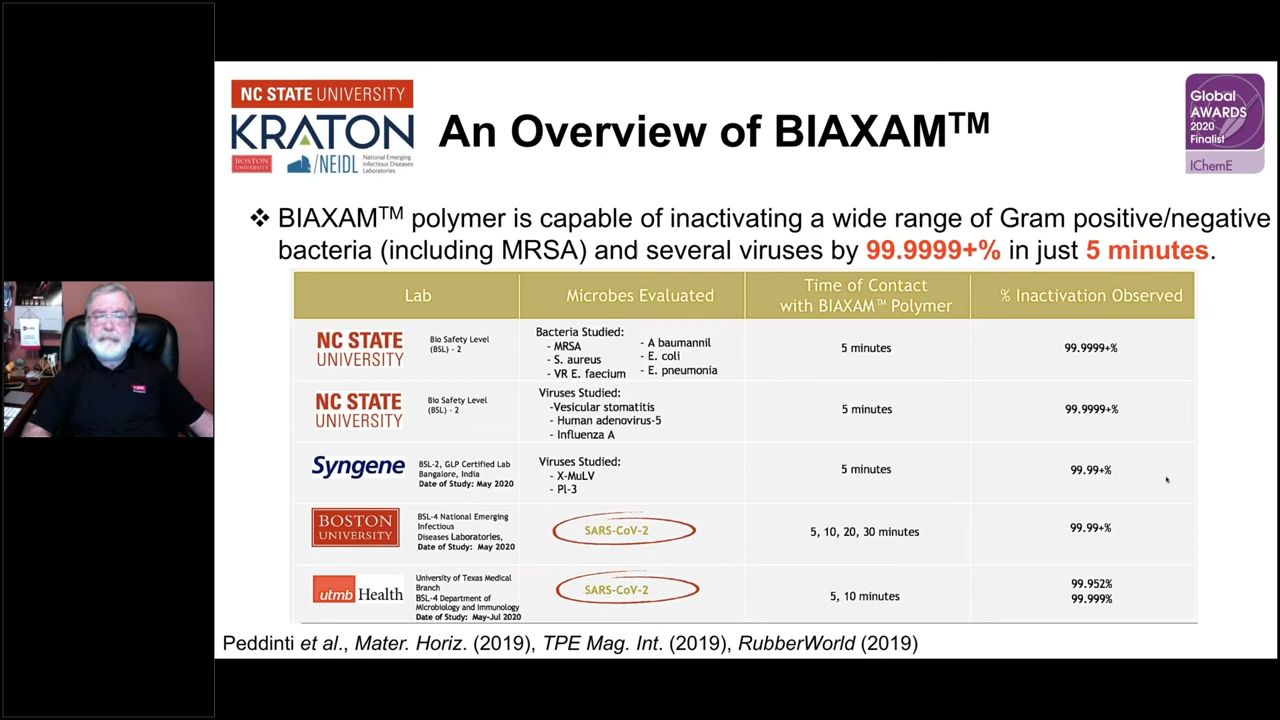 NC STATE UNIVERSITY
KRATON
BOSTON
UNIVERSITY
/NEIDL
National Emerging
Infectious Diseases
Laboratories
An Overview of BIAXAM™
Global
AWARDS
2020
Finalist
IChemE
❖ BIAXAM™ polymer is capable of inactivating a wide range of Gram positive/negative
bacteria (including MRSA) and several viruses by 99.9999+% in just 5 minutes.
Lab
Microbes Evaluated
Time of Contact
with BIAXAM™ Polymer
% Inactivation Observed
NC STATE
UNIVERSITY
Bio Safety Level
(BSL) - 2
Bacteria Studied:
- MRSA
- S. aureus
- VR E. faecium
- A baumannil
- E. coli
- E. pneumonia
5 minutes
99.9999+%
NC STATE
UNIVERSITY
Bio Safety Level
(BSL) - 2
Viruses Studied:
-Vesicular stomatitis
- Human adenovirus-5
- Influenza A
5 minutes
99.9999+%
Syngene
BSL-2, GLP Certified Lab
Bangalore, India
Date of Study: May 2020
Viruses Studied:
- X-MuLV
- Pl-3
5 minutes
99.99+%
BOSTON
UNIVERSITY
BSL-4 National Emerging
Infectious
Diseases Laboratories,
Date of Study: May 2020
SARS-CoV-2
5, 10, 20, 30 minutes
99.99+%
utmb Health
University of Texas Medical
Branch
BSL-4 Department of
Microbiology and Immunology
Date of Study: May-Jul 2020
SARS-CoV-2
5, 10 minutes
99.952%
99.999%
Peddinti et al., Mater. Horiz. (2019), TPE Mag. Int. (2019), RubberWorld (2019)